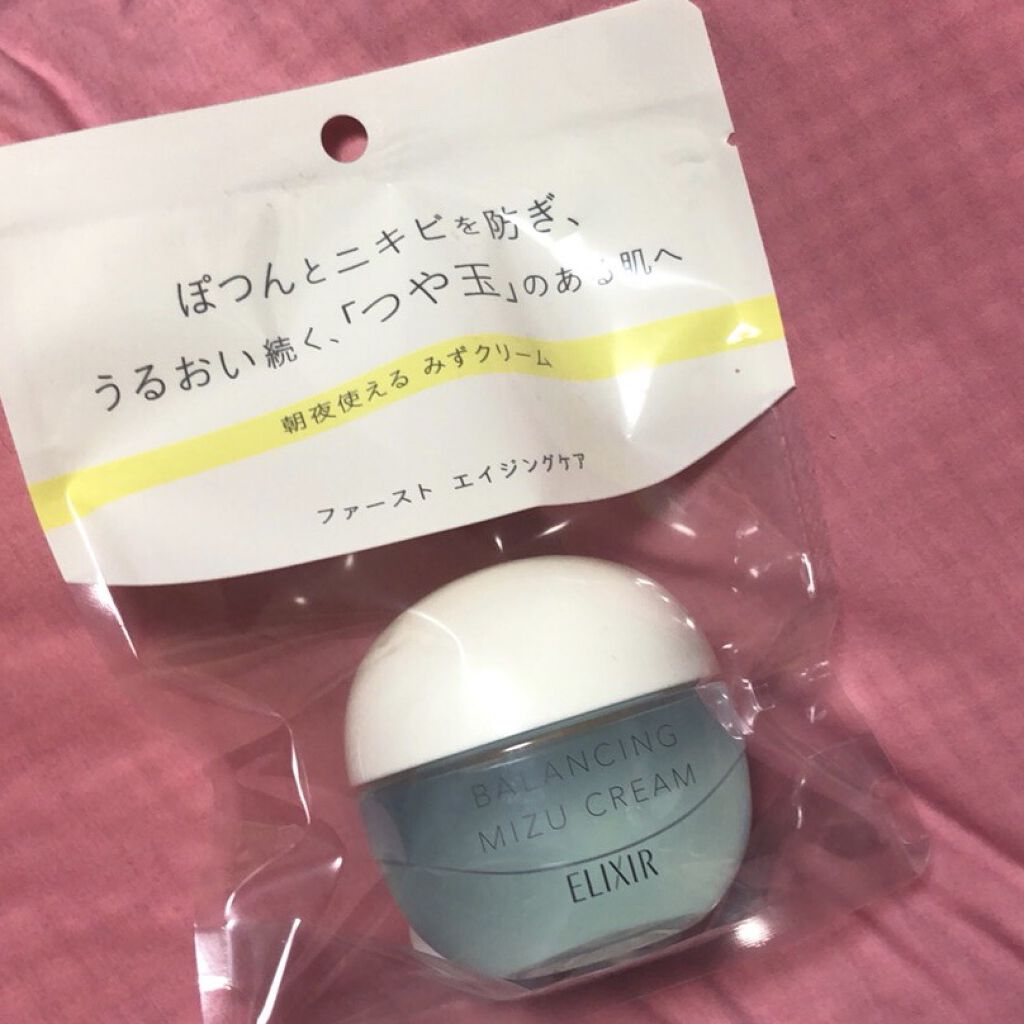 ぽつんとニキビを防ぎ、
うるおい続く、「つや玉」のある肌へ
朝夜使える みずクリーム
ファースト エイジングケア
BALANCING
MIZU CREAM
ELIXIR